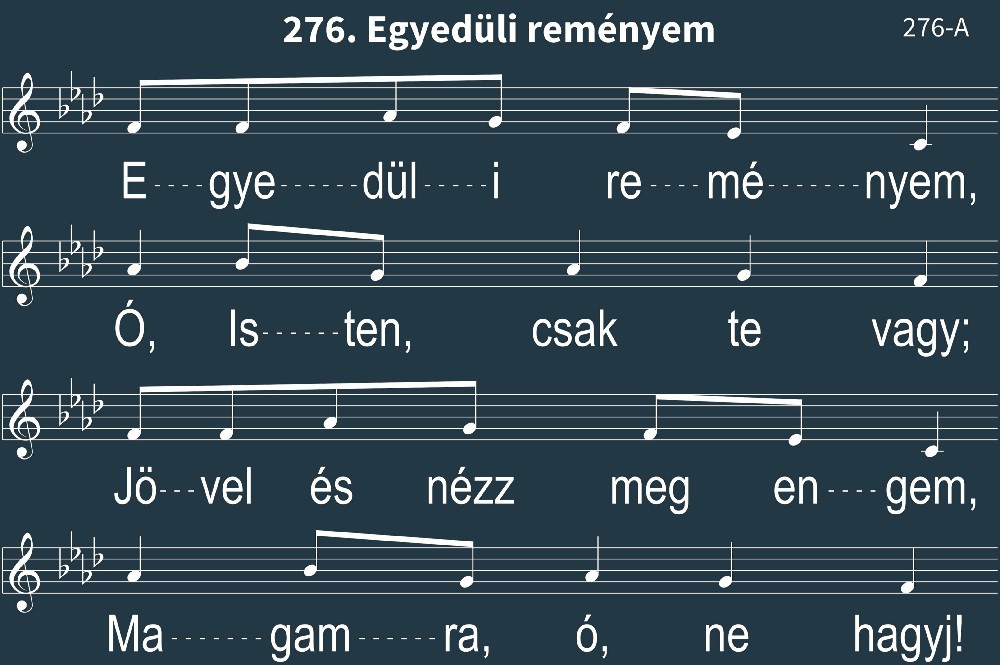 276. Egyedüli reményem
276-A
E----gye------dül-----i re----mé-------nyem,
Ó, Is------ten, csak te vagy;
Jö---vel és nézz meg en----gem,
Ma-------gam------ra, ó, ne hagyj!